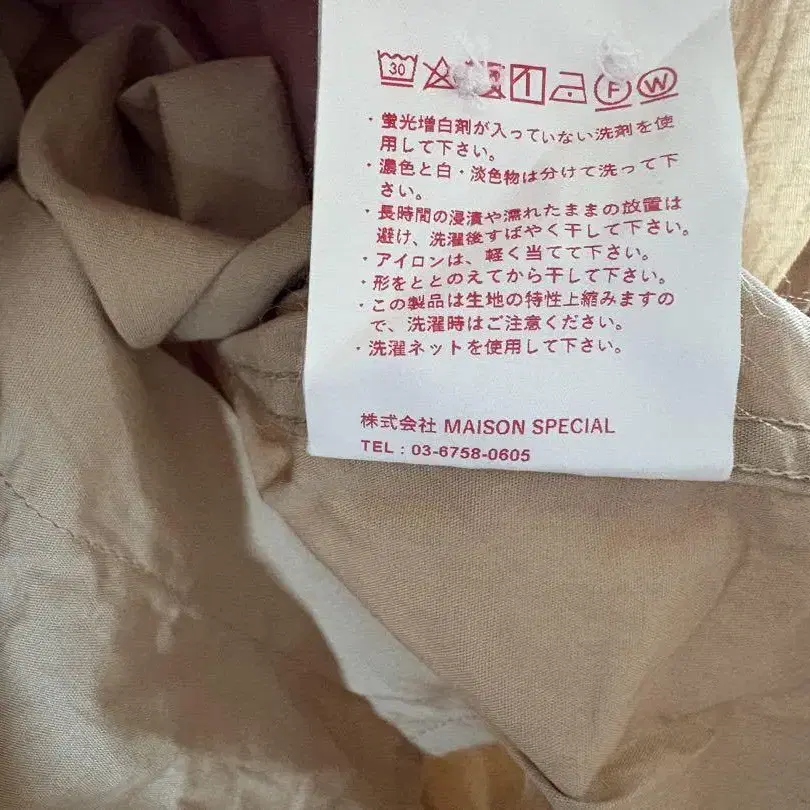 30 F W
・蛍光増白剤が入っていない洗剤を使
用して下さい。
・濃色と白・淡色物は分けて洗って下
さい。
・長時間の浸漬や濡れたままの放置は
避け、洗濯後すばやく干して下さい。
・アイロンは、軽く当てて下さい。
・形をととのえてから干して下さい。
・この製品は生地の特性上縮みますの
で、洗濯時はご注意ください。
・洗濯ネットを使用して下さい。
株式会社 MAISON SPECIAL
TEL : 03-6758-0605